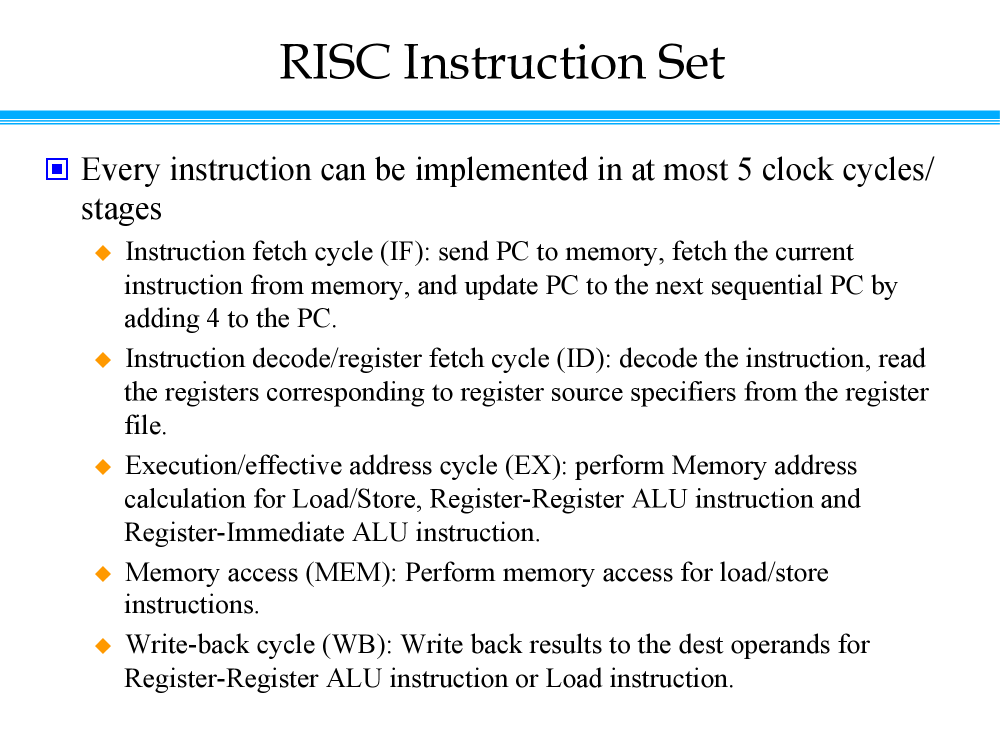 RISC Instruction Set
Every instruction can be implemented in at most 5 clock cycles/
stages
Instruction fetch cycle (IF): send PC to memory, fetch the current
instruction from memory, and update PC to the next sequential PC by
adding 4 to the PC.
Instruction decode/register fetch cycle (ID): decode the instruction, read
the registers corresponding to register source specifiers from the register
file.
Execution/effective address cycle (EX): perform Memory address
calculation for Load/Store, Register-Register ALU instruction and
Register-Immediate ALU instruction.
Memory access (MEM): Perform memory access for load/store
instructions.
Write-back cycle (WB): Write back results to the dest operands for
Register-Register ALU instruction or Load instruction.